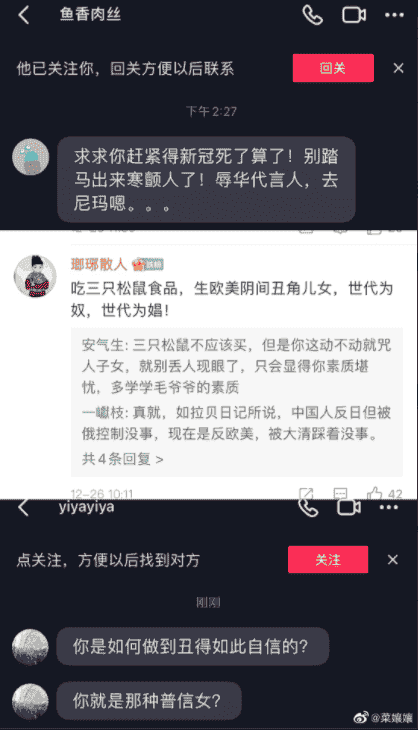 鱼香肉丝
他已关注你，回关方便以后联系
回关
下午2:27
求求你赶紧得新冠死了算了！别踏
马出来寒颤人了！辱华代言人，去
尼玛嗯。。。
瑯琊散人
吃三只松鼠食品，生欧美阴间丑角儿女，世代为
奴，世代为娼！
安气生: 三只松鼠不应该买，但是你这动不动就咒
人子女，就别丢人现眼了，只会显得你素质堪
忧，多学学毛爷爷的素质
一巘枝: 真就，如拉贝日记所说，中国人反日但被
俄控制没事，现在是反欧美，被大清踩着没事。
共4条回复 >
12-26 10:11
42
yiyayiya
点关注，方便以后找到对方
关注
刚刚
你是如何做到丑得如此自信的？
你就是那种普信女？
@菜孃孃